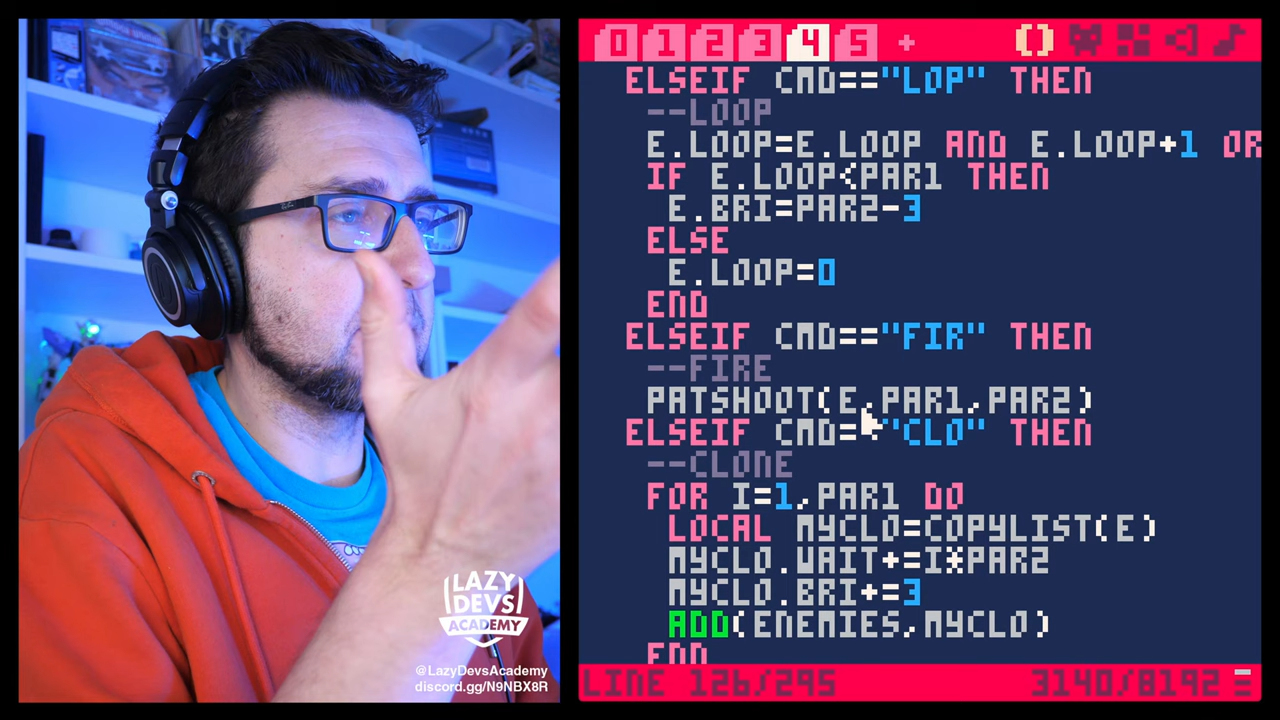 0 1 2 3 4 5 +
ELSEIF CMD=="LOP" THEN
--LOOP
E.LOOP=E.LOOP AND E.LOOP+1 OR
IF E.LOOP<PAR1 THEN
E.BRI=PAR2-3
ELSE
E.LOOP=0
END
ELSEIF CMD=="FIR" THEN
--FIRE
PATSHOOT(E,PAR1,PAR2)
ELSEIF CMD="CLO" THEN
--CLONE
FOR I=1,PAR1 DO
LOCAL MYCLO=COPYLIST(E)
MYCLO.WAIT+=I*PAR2
MYCLO.BRI+=3
ADD(ENEMIES,MYCLO)
END
LINE 126/295 3140/8192
LAZY
DEVS
ACADEMY
@LazyDevsAcademy
discord.gg/N9NBX8R